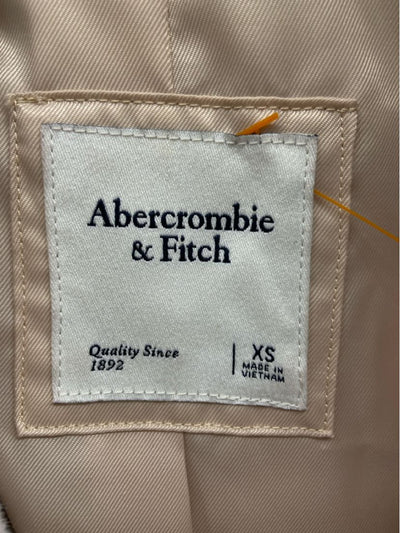 Abercrombie
& Fitch
Quality Since
1892
XS
MADE IN
VIETNAM